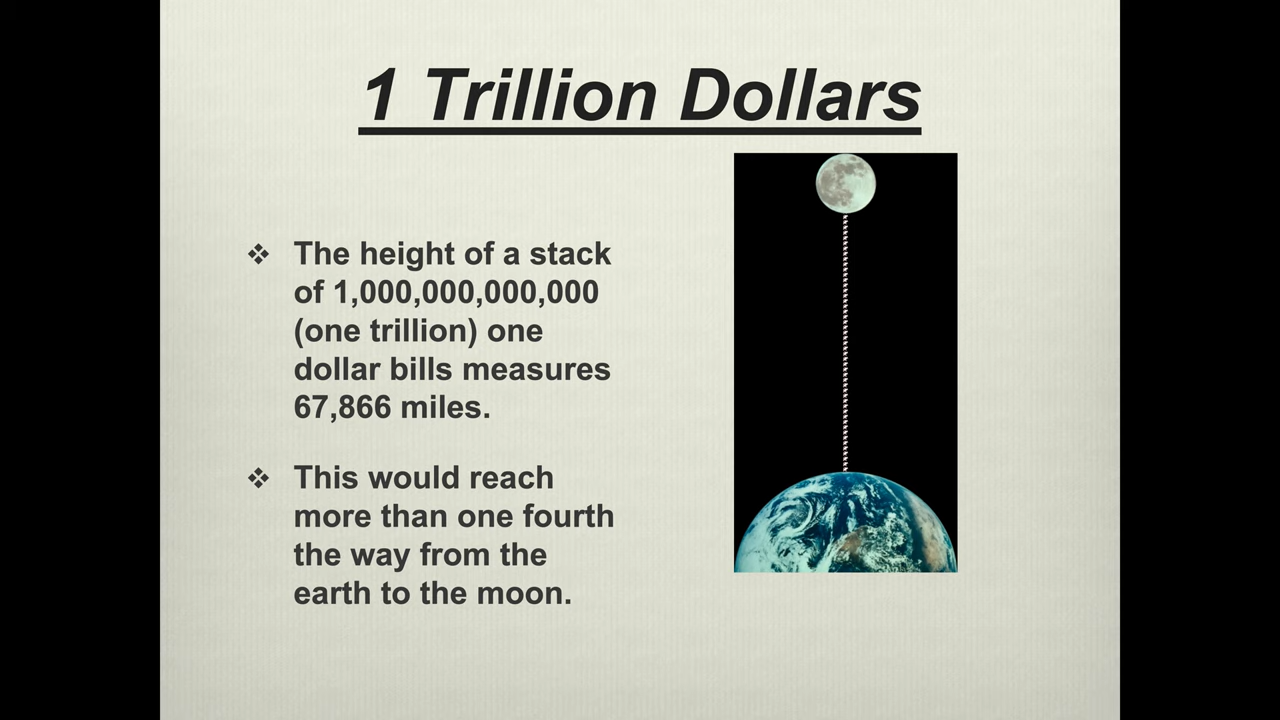 1 Trillion Dollars
❖ The height of a stack
of 1,000,000,000,000
(one trillion) one
dollar bills measures
67,866 miles.
❖ This would reach
more than one fourth
the way from the
earth to the moon.